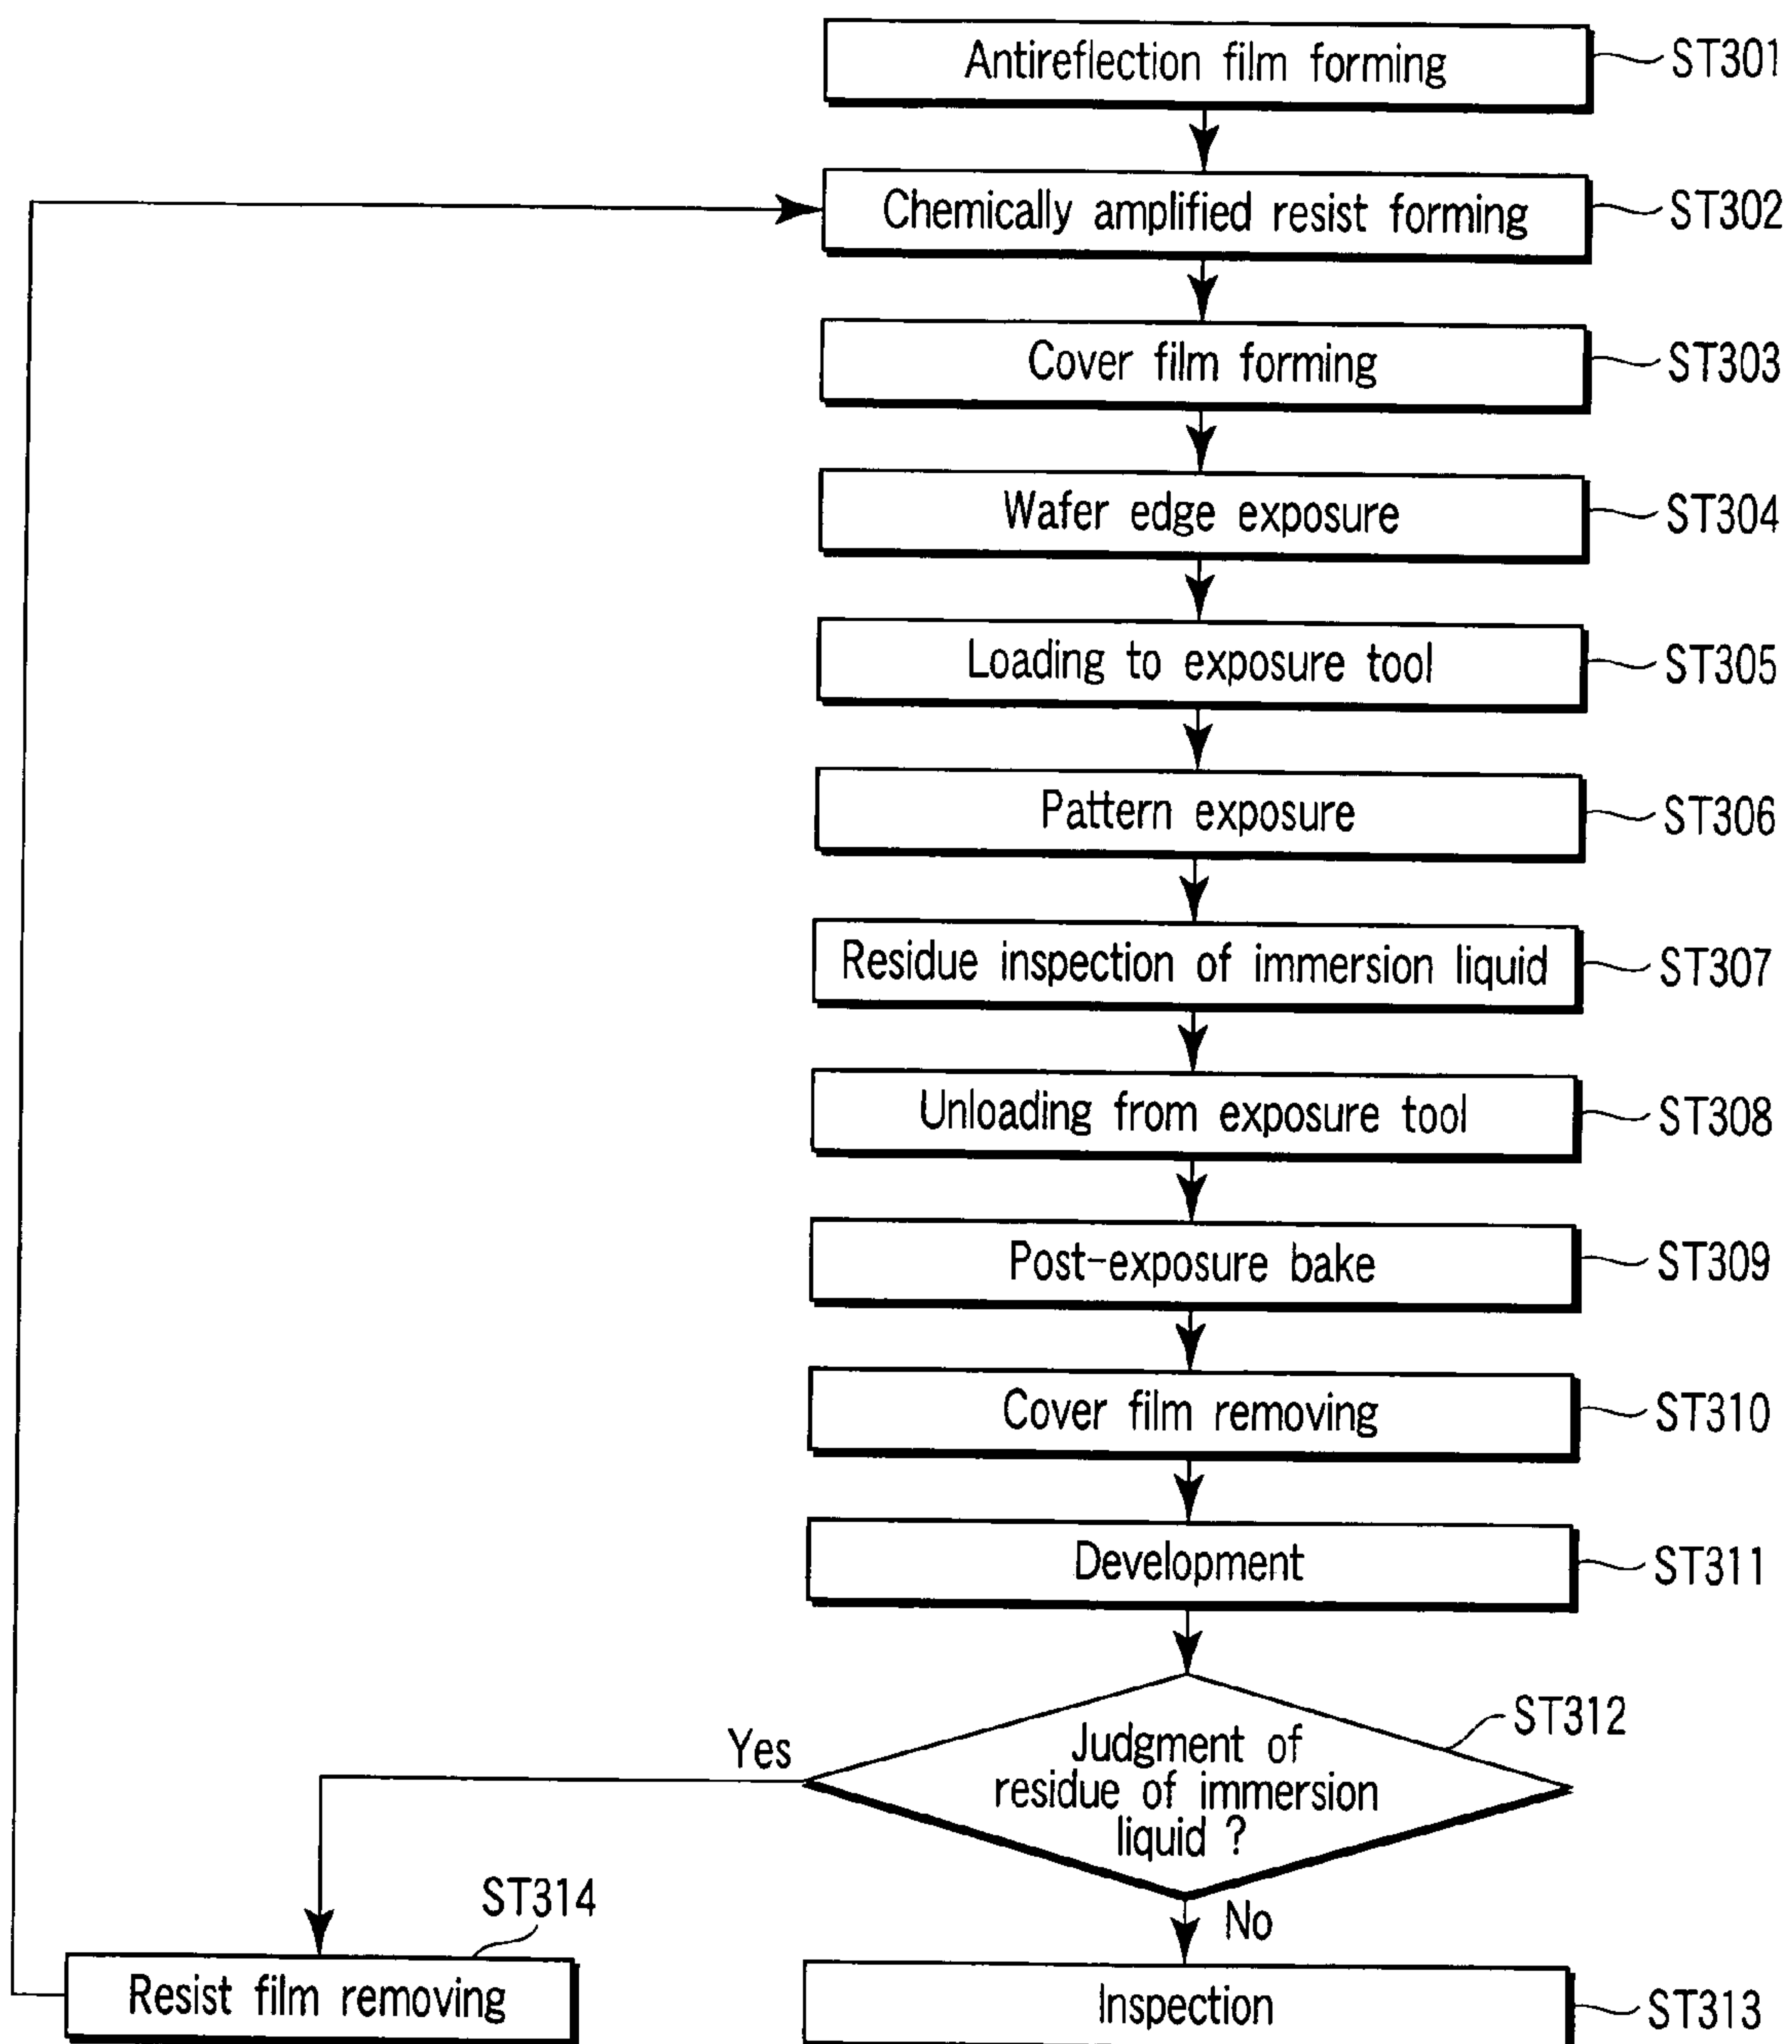 Antireflection film forming
ST301
Chemically amplified resist forming
ST302
Cover film forming
ST303
Wafer edge exposure
ST304
Loading to exposure tool
ST305
Pattern exposure
ST306
Residue inspection of immersion liquid
ST307
Unloading from exposure tool
ST308
Post-exposure bake
ST309
Cover film removing
ST310
Development
ST311
Judgment of
residue of immersion
liquid ?
ST312
Yes
No
ST314
Resist film removing
Inspection
ST313